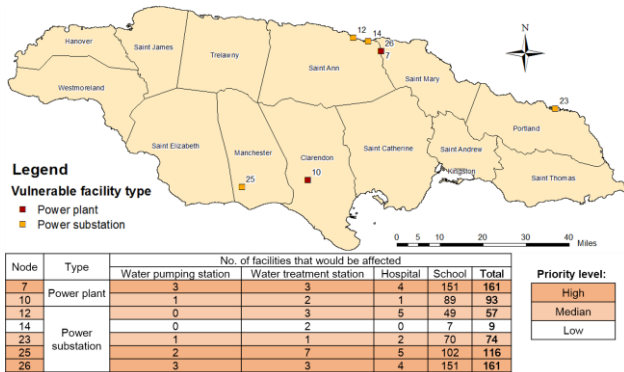 12
14
26
7
Hanover
Saint James
Trelawny
Saint Ann
Saint Mary
Westmoreland
23
Portland
Saint Elizabeth
Manchester
Clarendon
Saint Catherine
Saint Andrew
Kingston
Saint Thomas
10
25
Legend
Vulnerable facility type
Power plant
Power substation
0 5 10 20 30 40
Miles
Node Type No. of facilities that would be affected
Water pumping station Water treatment station Hospital School Total
7 Power plant 3 3 4 151 161
10 1 2 1 89 93
12 Power substation 0 3 5 49 57
14 0 2 0 7 9
23 1 1 2 70 74
25 2 7 5 102 116
26 3 3 4 151 161
Priority level:
High
Median
Low